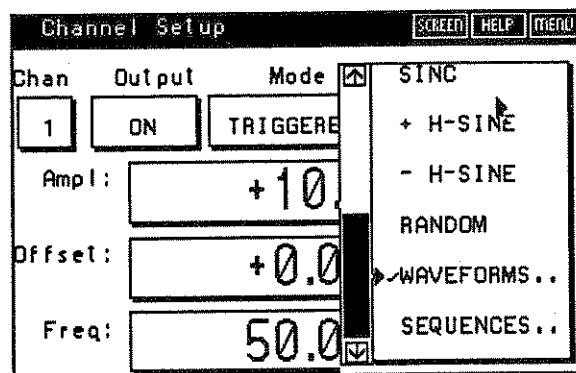 Channel Setup SCREEN HELP MENU
Chan Output Mode SINC
1 ON TRIGGERE + H-SINE
Ampl: +10. - H-SINE
RANDOM
Offset: +0.0 ✓WAVEFORMS..
Freq: 50.0 SEQUENCES..